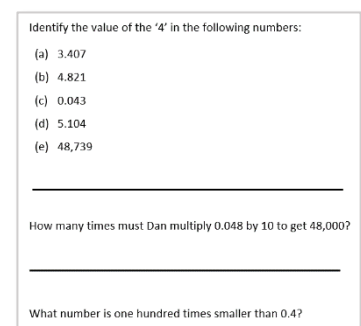 Identify the value of the ‘4’ in the following numbers:
(a) 3.407
(b) 4.821
(c) 0.043
(d) 5.104
(e) 48,739
How many times must Dan multiply 0.048 by 10 to get 48,000?
What number is one hundred times smaller than 0.4?